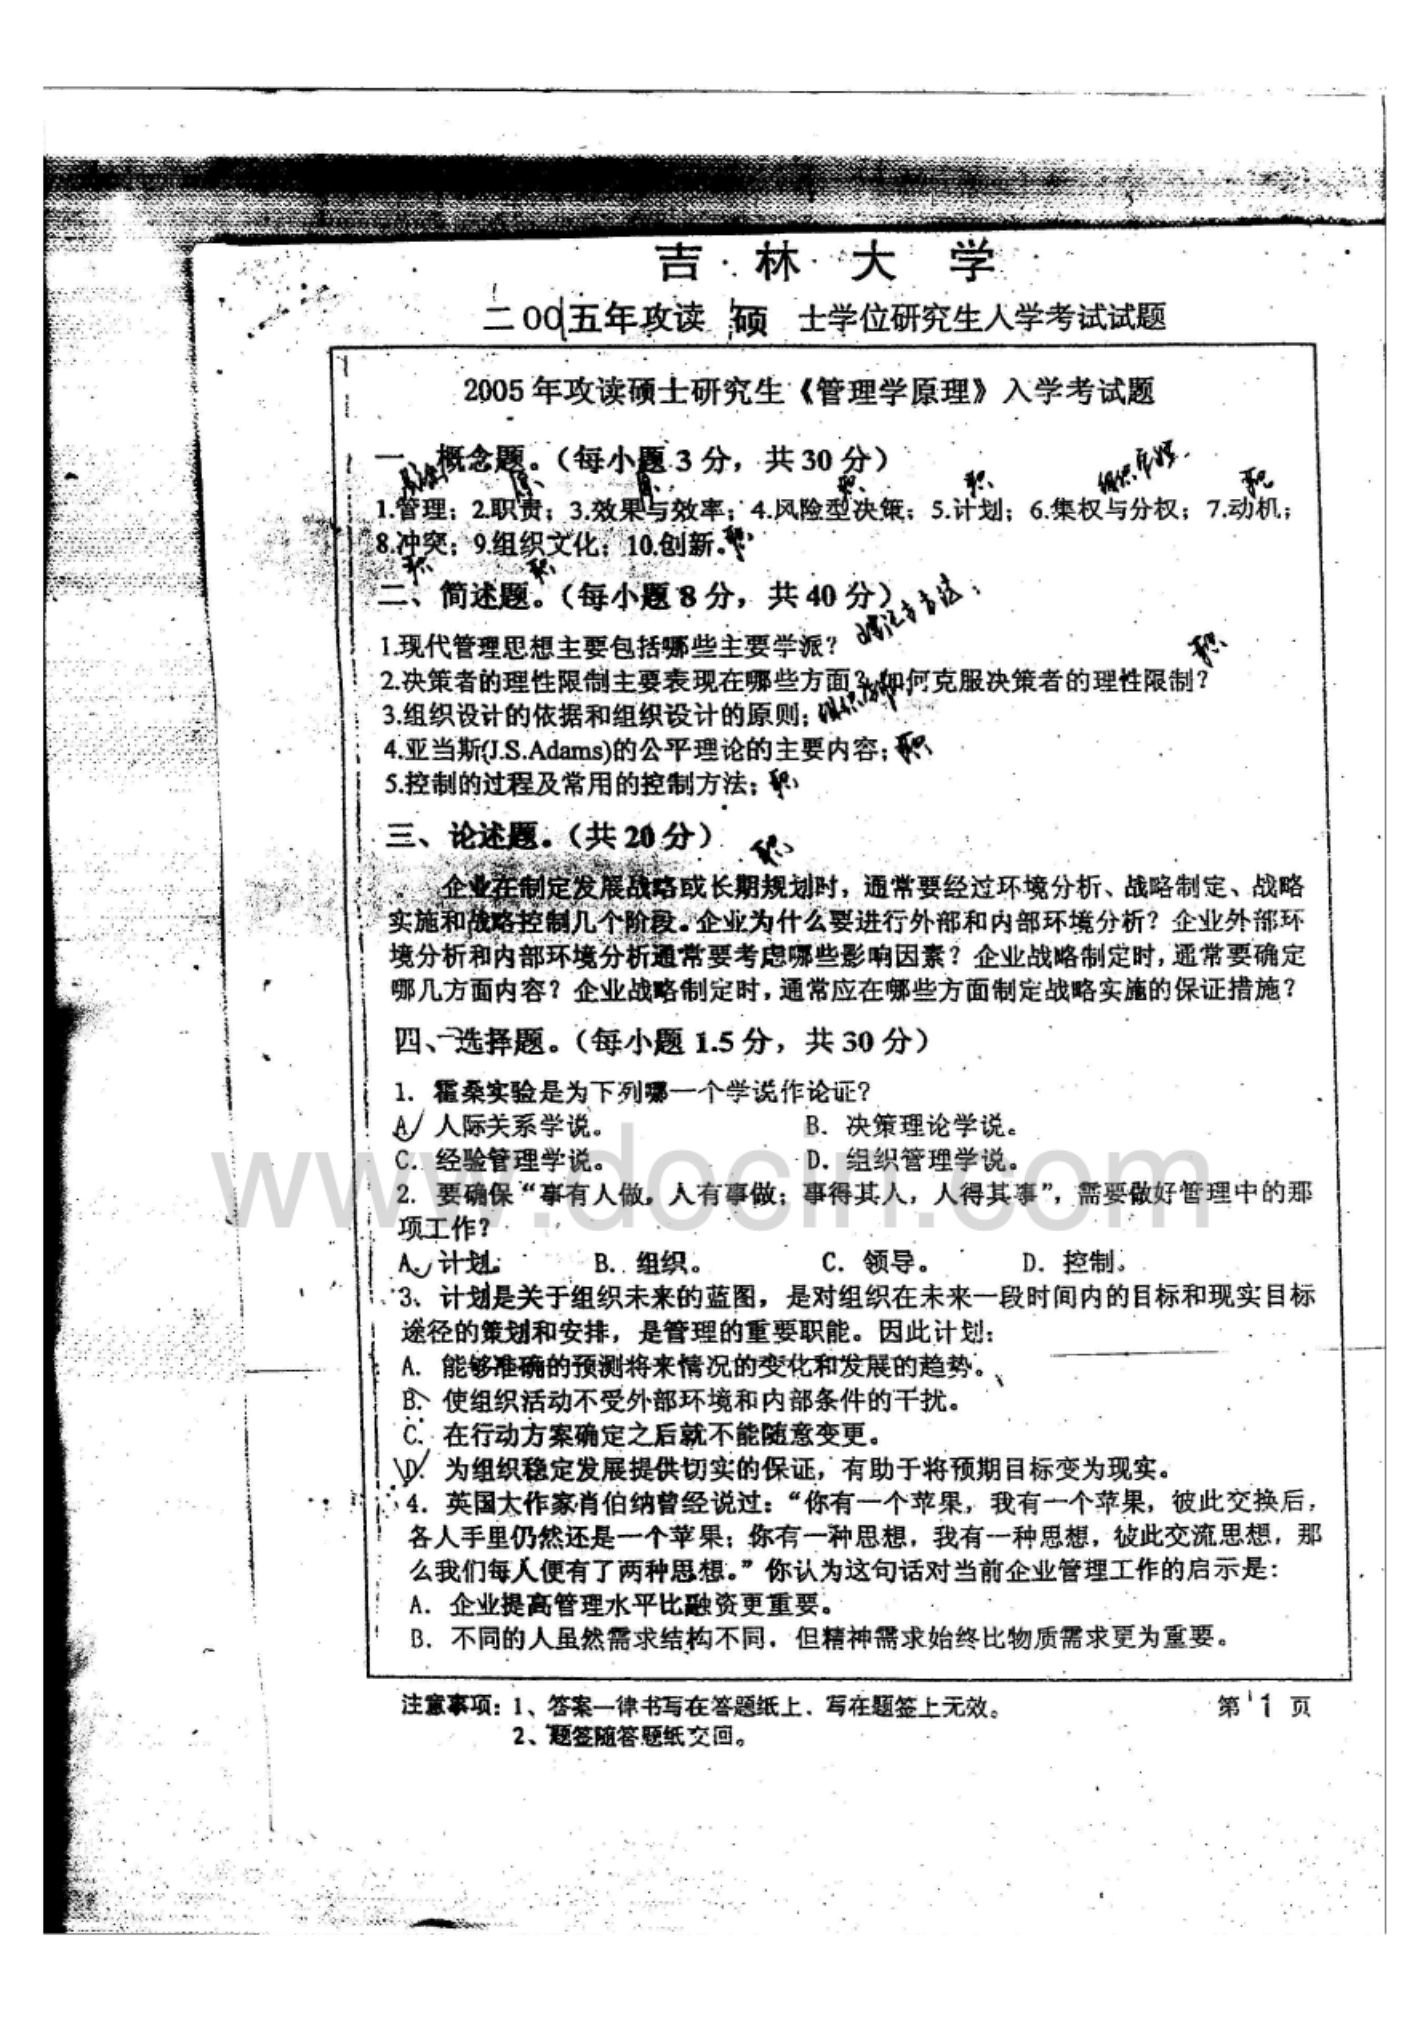 吉林大学
二00五年攻读 硕 士学位研究生入学考试试题
2005年攻读硕士研究生《管理学原理》入学考试题
一、概念题。（每小题3分，共30分）
1.管理；2.职责；3.效果与效率；4.风险型决策；5.计划；6.集权与分权；7.动机；
8.冲突；9.组织文化；10.创新。
二、简述题。（每小题8分，共40分）
1.现代管理思想主要包括哪些主要学派？
2.决策者的理性限制主要表现在哪些方面？如何克服决策者的理性限制？
3.组织设计的依据和组织设计的原则；
4.亚当斯(J.S.Adams)的公平理论的主要内容；
5.控制的过程及常用的控制方法；
三、论述题。（共20分）
企业在制定发展战略或长期规划时，通常要经过环境分析、战略制定、战略
实施和战略控制几个阶段。企业为什么要进行外部和内部环境分析？企业外部环
境分析和内部环境分析通常要考虑哪些影响因素？企业战略制定时，通常要确定
哪几方面内容？企业战略制定时，通常应在哪些方面制定战略实施的保证措施？
四、选择题。（每小题1.5分，共30分）
1．霍桑实验是为下列哪一个学说作论证？
A．人际关系学说。 B．决策理论学说。
C．经验管理学说。 D．组织管理学说。
2．要确保“事有人做，人有事做；事得其人，人得其事”，需要做好管理中的那
项工作？
A．计划。 B．组织。 C．领导。 D．控制。
3、计划是关于组织未来的蓝图，是对组织在未来一段时间内的目标和现实目标
途径的策划和安排，是管理的重要职能。因此计划：
A．能够准确的预测将来情况的变化和发展的趋势。
B．使组织活动不受外部环境和内部条件的干扰。
C．在行动方案确定之后就不能随意变更。
D．为组织稳定发展提供切实的保证，有助于将预期目标变为现实。
4．英国大作家肖伯纳曾经说过：“你有一个苹果，我有一个苹果，彼此交换后，
各人手里仍然还是一个苹果；你有一种思想，我有一种思想，彼此交流思想，那
么我们每人便有了两种思想。”你认为这句话对当前企业管理工作的启示是：
A．企业提高管理水平比融资更重要。
B．不同的人虽然需求结构不同，但精神需求始终比物质需求更为重要。
注意事项：1、答案一律书写在答题纸上．写在题签上无效。 第 1 页
2、题签随答题纸交回。
www.docin.com